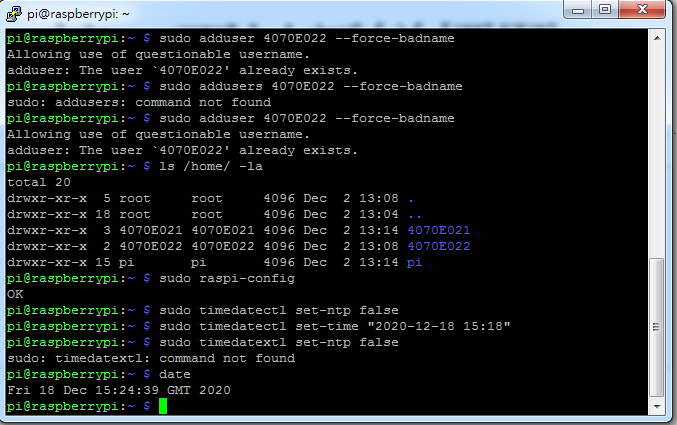 pi@raspberrypi: ~
pi@raspberrypi:~ $ sudo adduser 4070E022 --force-badname
Allowing use of questionable username.
adduser: The user `4070E022' already exists.
pi@raspberrypi:~ $ sudo addusers 4070E022 --force-badname
sudo: addusers: command not found
pi@raspberrypi:~ $ sudo adduser 4070E022 --force-badname
Allowing use of questionable username.
adduser: The user `4070E022' already exists.
pi@raspberrypi:~ $ ls /home/ -la
total 20
drwxr-xr-x  5 root     root     4096 Dec  2 13:08 .
drwxr-xr-x 18 root     root     4096 Dec  2 13:04 ..
drwxr-xr-x  3 4070E021 4070E021 4096 Dec  2 13:14 4070E021
drwxr-xr-x  2 4070E022 4070E022 4096 Dec  2 13:08 4070E022
drwxr-xr-x 15 pi       pi       4096 Dec  2 13:14 pi
pi@raspberrypi:~ $ sudo raspi-config
OK
pi@raspberrypi:~ $ sudo timedatectl set-ntp false
pi@raspberrypi:~ $ sudo timedatectl set-time "2020-12-18 15:18"
pi@raspberrypi:~ $ sudo timedatextl set-ntp false
sudo: timedatextl: command not found
pi@raspberrypi:~ $ date
Fri 18 Dec 15:24:39 GMT 2020
pi@raspberrypi:~ $